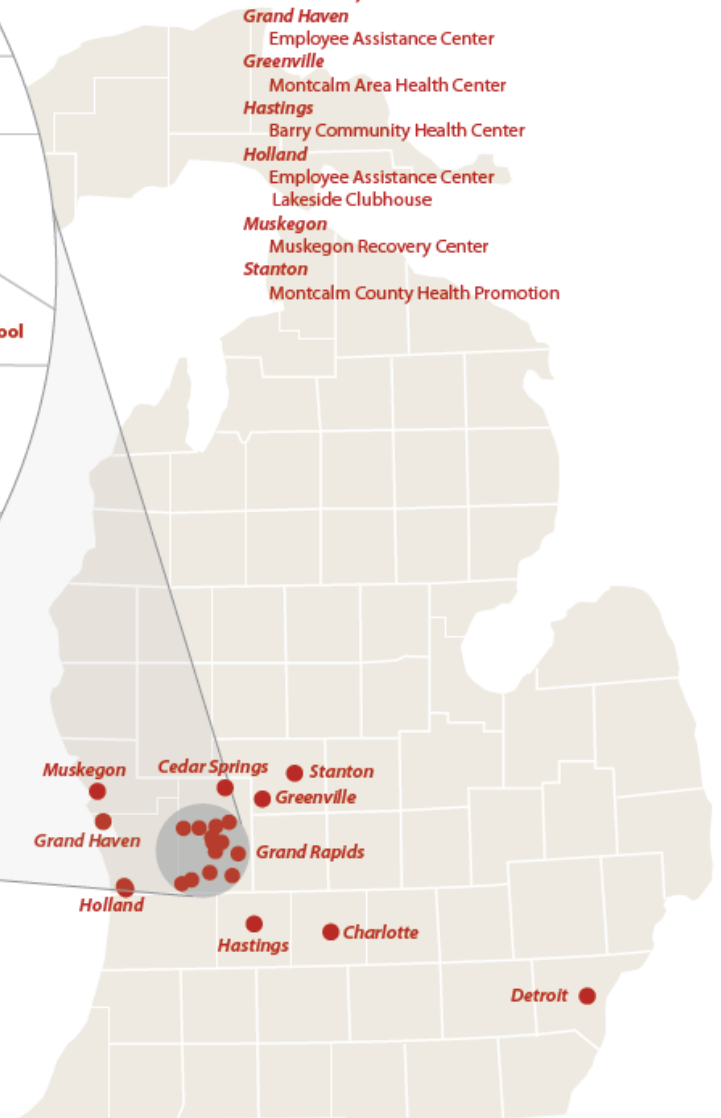 Grand Haven
Employee Assistance Center
Greenville
Montcalm Area Health Center
Hastings
Barry Community Health Center
Holland
Employee Assistance Center
Lakeside Clubhouse
Muskegon
Muskegon Recovery Center
Stanton
Montcalm County Health Promotion
ool
Muskegon
Cedar Springs
Stanton
Greenville
Grand Haven
Grand Rapids
Holland
Hastings
Charlotte
Detroit